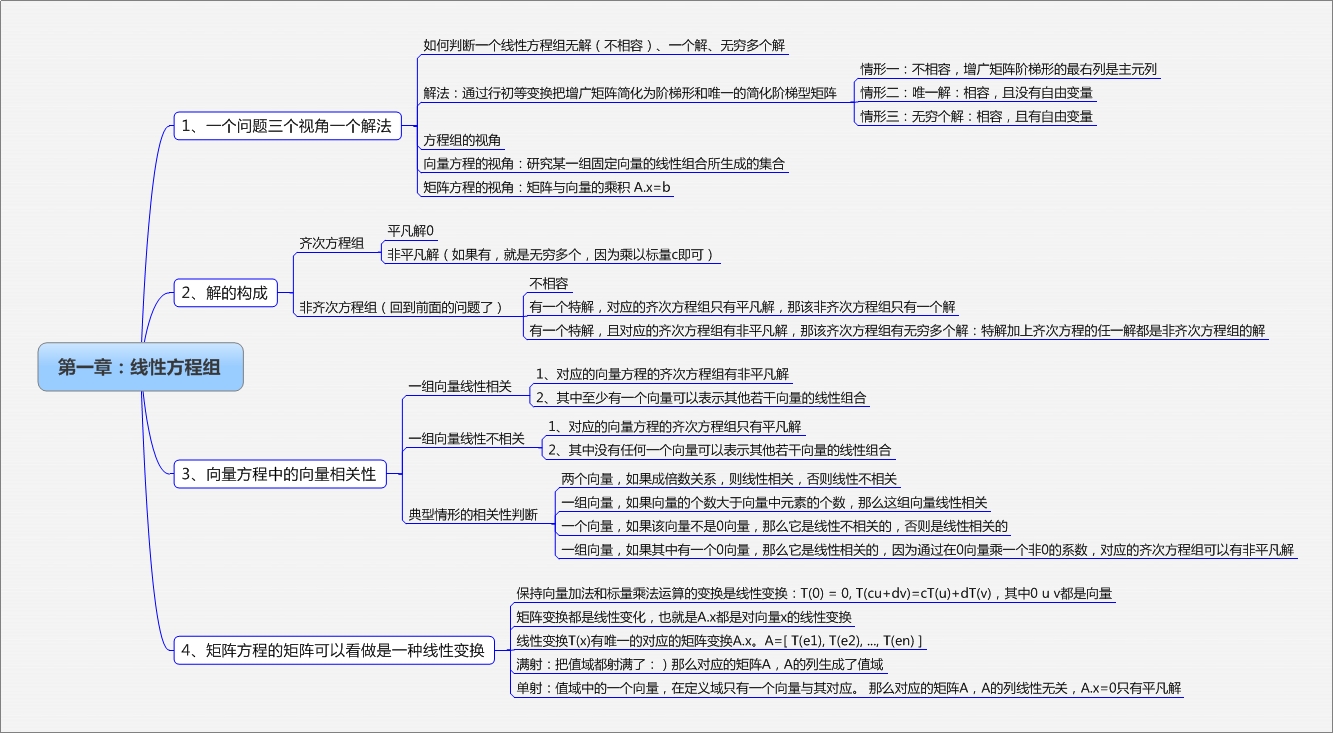 第一章：线性方程组
1、一个问题三个视角一个解法
如何判断一个线性方程组无解（不相容）、一个解、无穷多个解
解法：通过行初等变换把增广矩阵简化为阶梯形和唯一的简化阶梯型矩阵
情形一：不相容，增广矩阵阶梯形的最右列是主元列
情形二：唯一解：相容，且没有自由变量
情形三：无穷个解：相容，且有自由变量
方程组的视角
向量方程的视角：研究某一组固定向量的线性组合所生成的集合
矩阵方程的视角：矩阵与向量的乘积 A.x=b
2、解的构成
齐次方程组
平凡解0
非平凡解（如果有，就是无穷多个，因为乘以标量c即可）
非齐次方程组（回到前面的问题了）
不相容
有一个特解，对应的齐次方程组只有平凡解，那该非齐次方程组只有一个解
有一个特解，且对应的齐次方程组有非平凡解，那该齐次方程组有无穷多个解：特解加上齐次方程的任一解都是非齐次方程组的解
3、向量方程中的向量相关性
一组向量线性相关
1、对应的向量方程的齐次方程组有非平凡解
2、其中至少有一个向量可以表示其他若干向量的线性组合
一组向量线性不相关
1、对应的向量方程的齐次方程组只有平凡解
2、其中没有任何一个向量可以表示其他若干向量的线性组合
典型情形的相关性判断
两个向量，如果成倍数关系，则线性相关，否则线性不相关
一组向量，如果向量的个数大于向量中元素的个数，那么这组向量线性相关
一个向量，如果该向量不是0向量，那么它是线性不相关的，否则是线性相关的
一组向量，如果其中有一个0向量，那么它是线性相关的，因为通过在0向量乘一个非0的系数，对应的齐次方程组可以有非平凡解
4、矩阵方程的矩阵可以看做是一种线性变换
保持向量加法和标量乘法运算的变换是线性变换：T(0) = 0, T(cu+dv)=cT(u)+dT(v)，其中0 u v都是向量
矩阵变换都是线性变化，也就是A.x都是对向量x的线性变换
线性变换T(x)有唯一的对应的矩阵变换A.x。A=[ T(e1), T(e2), ..., T(en) ]
满射：把值域都射满了：）那么对应的矩阵A，A的列生成了值域
单射：值域中的一个向量，在定义域只有一个向量与其对应。 那么对应的矩阵A，A的列线性无关，A.x=0只有平凡解